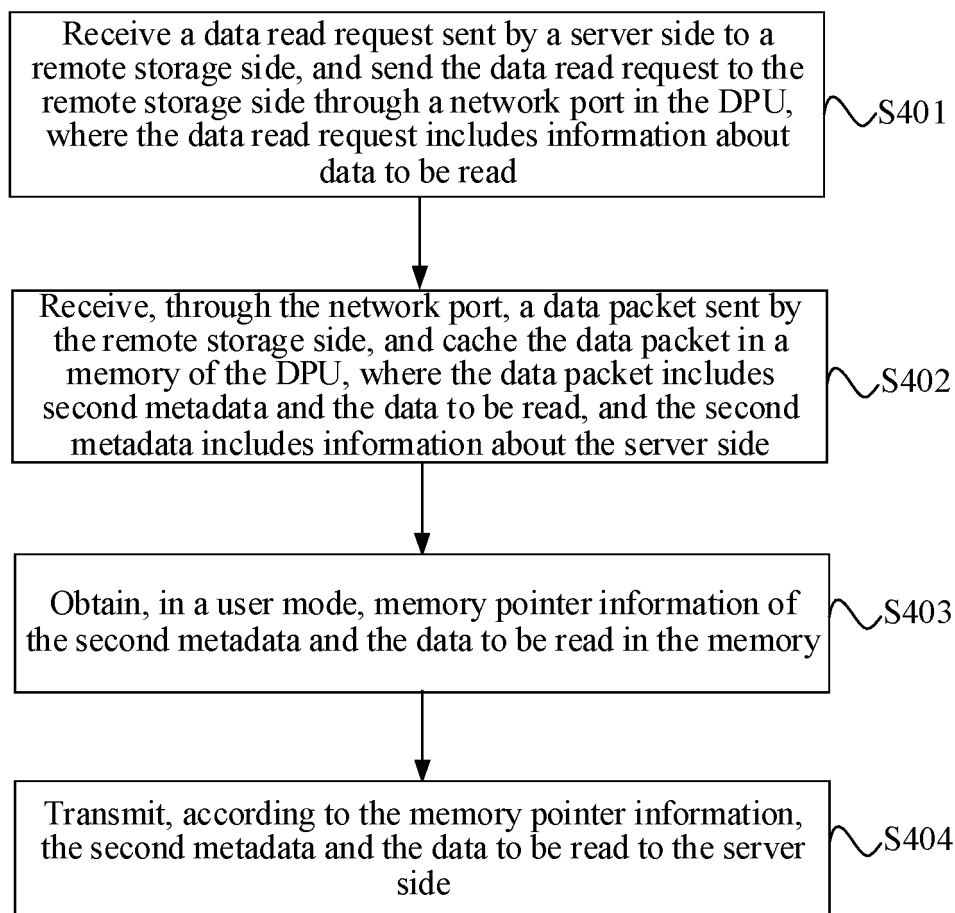 Receive a data read request sent by a server side to a
remote storage side, and send the data read request to the
remote storage side through a network port in the DPU,
where the data read request includes information about
data to be read
S401
Receive, through the network port, a data packet sent by
the remote storage side, and cache the data packet in a
memory of the DPU, where the data packet includes
second metadata and the data to be read, and the second
metadata includes information about the server side
S402
Obtain, in a user mode, memory pointer information of
the second metadata and the data to be read in the memory
S403
Transmit, according to the memory pointer information,
the second metadata and the data to be read to the server
side
S404